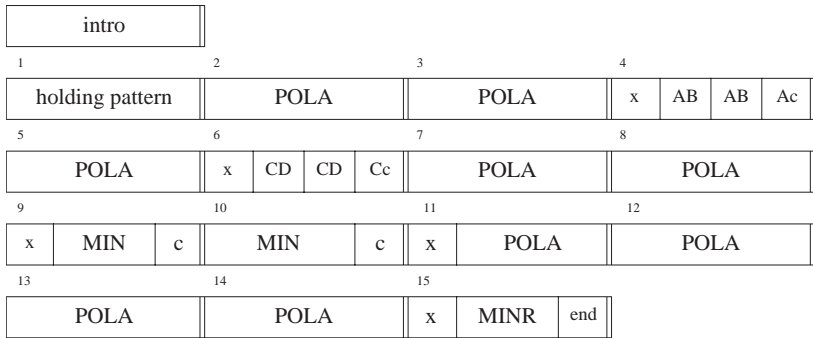 intro
1 2 3 4
holding pattern POLA POLA x AB AB Ac
5 6 7 8
POLA x CD CD Cc POLA POLA
9 10 11 12
x MIN c MIN c x POLA POLA
13 14 15
POLA POLA x MINR end